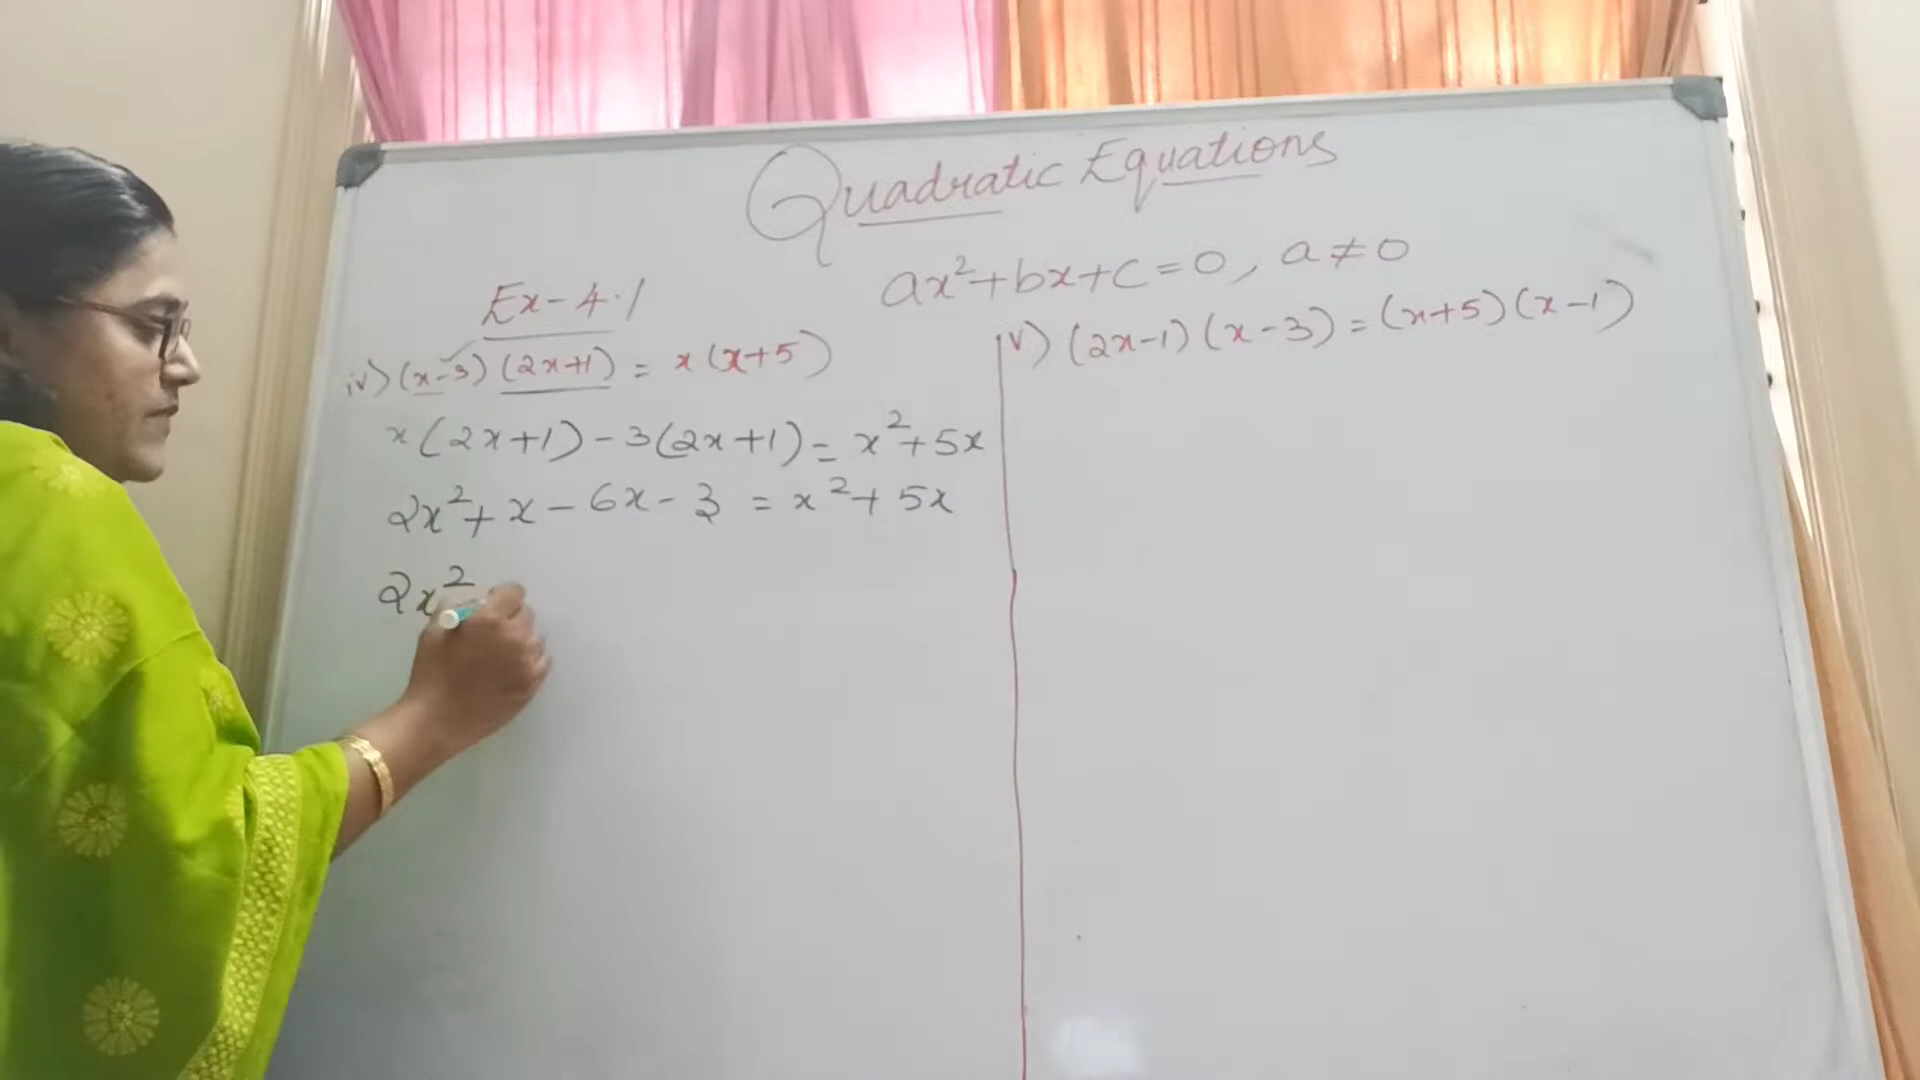 Quadratic Equations
ax²+bx+c=0, a≠0
Ex-4.1
iv) (x-3) (2x+1) = x(x+5)
x(2x+1)-3(2x+1)=x²+5x
2x²+x-6x-3 = x²+5x
2x²
v) (2x-1)(x-3)=(x+5)(x-1)